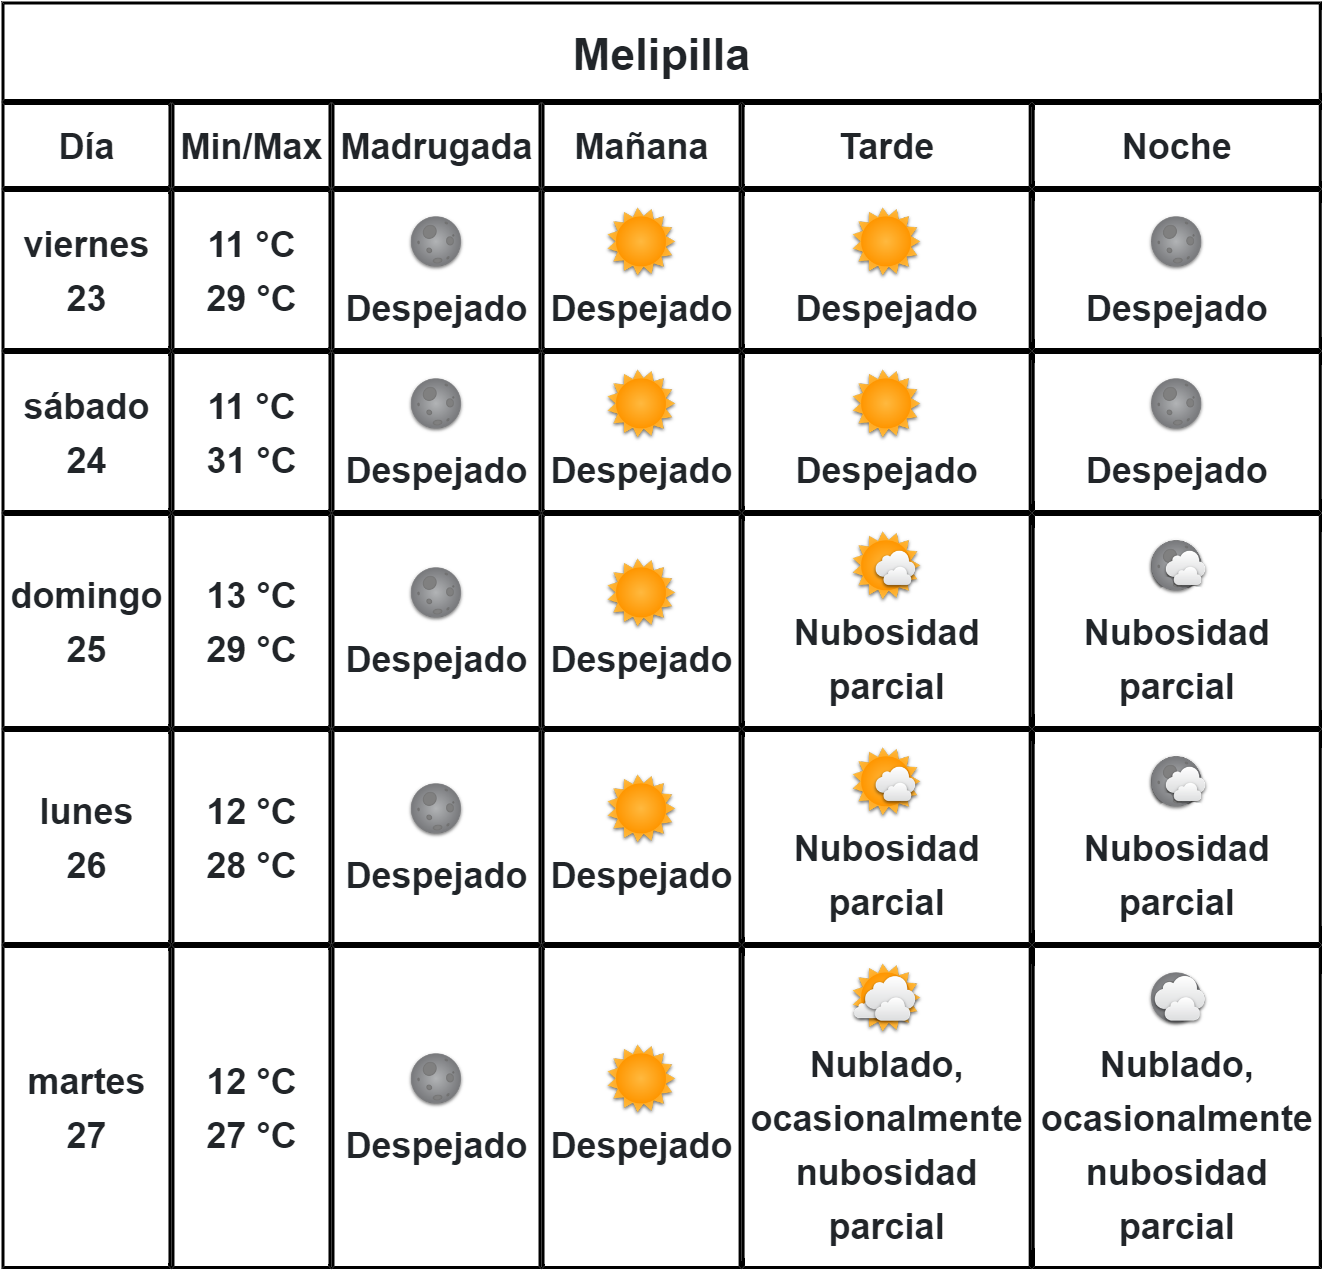 Melipilla
Día Min/Max Madrugada Mañana Tarde Noche
viernes 23
11 °C
29 °C
Despejado
Despejado
Despejado
Despejado
sábado 24
11 °C
31 °C
Despejado
Despejado
Despejado
Despejado
domingo 25
13 °C
29 °C
Despejado
Despejado
Nubosidad
parcial
Nubosidad
parcial
lunes 26
12 °C
28 °C
Despejado
Despejado
Nubosidad
parcial
Nubosidad
parcial
martes 27
12 °C
27 °C
Despejado
Despejado
Nublado,
ocasionalmente
nubosidad
parcial
Nublado,
ocasionalmente
nubosidad
parcial